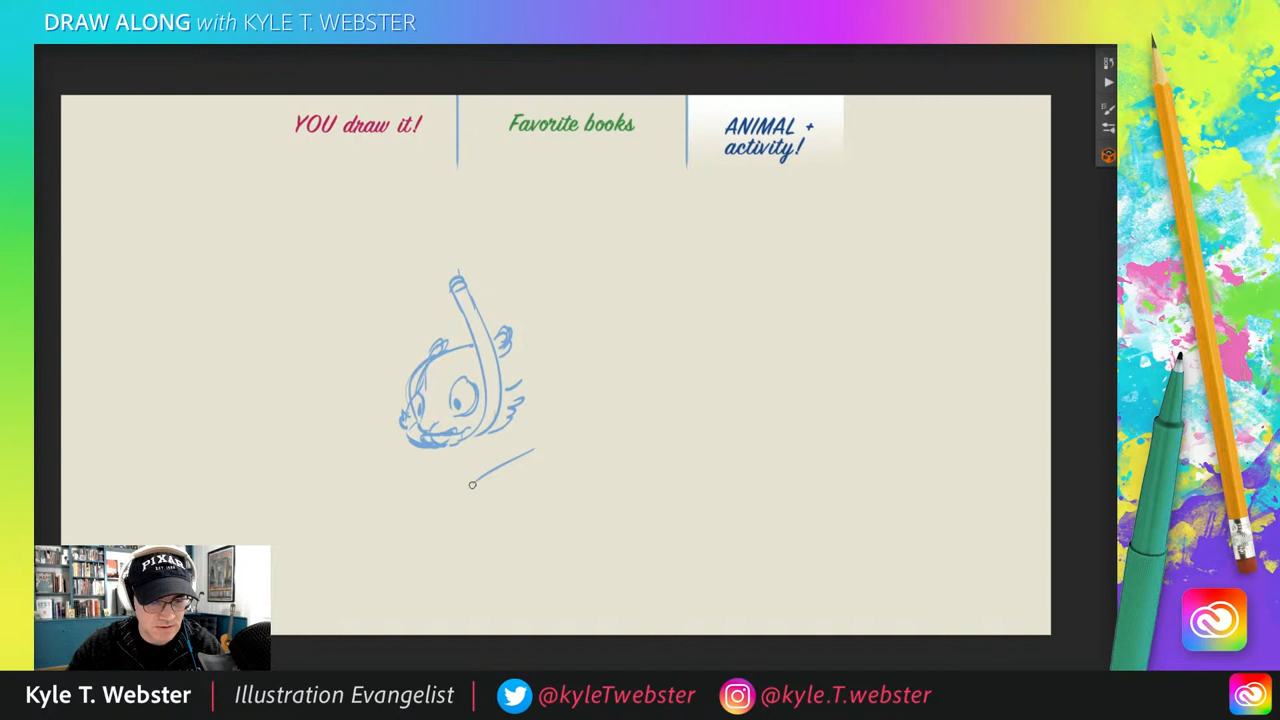 DRAW ALONG with KYLE T. WEBSTER
YOU draw it!
Favorite books
ANIMAL +
activity!
PIXAR
Kyle T. Webster | Illustration Evangelist | @kyleTwebster @kyle.T.webster